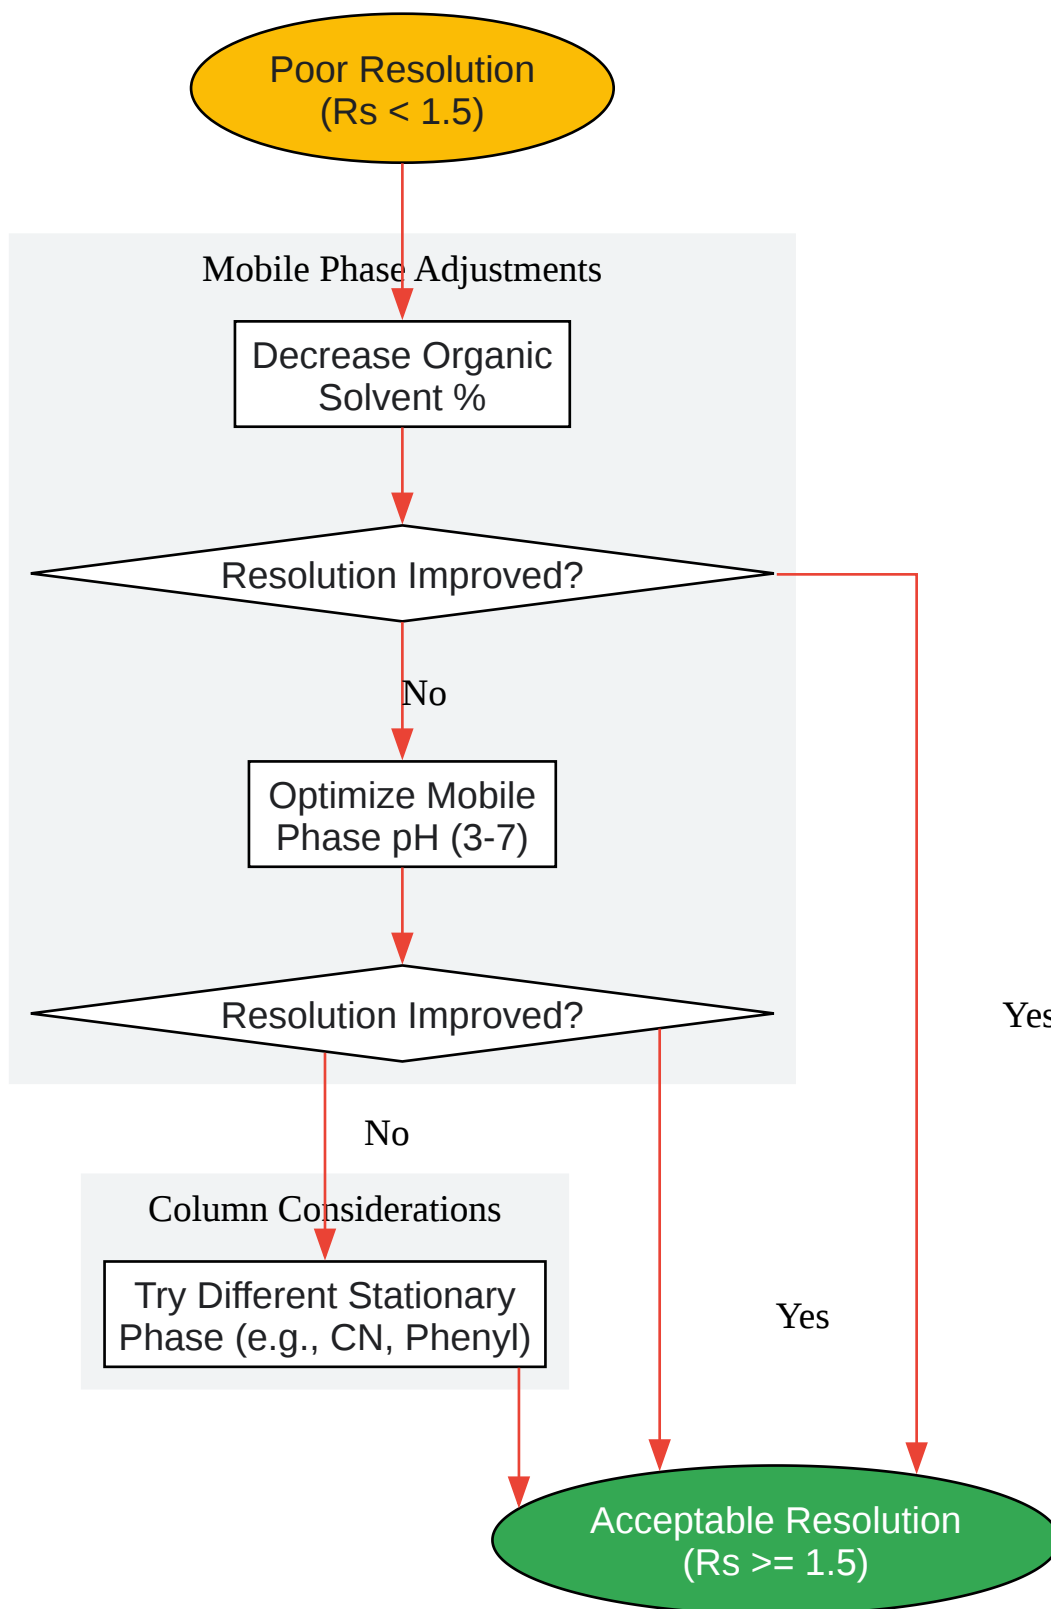 Poor Resolution
(Rs < 1.5)
Mobile Phase Adjustments
Decrease Organic
Solvent %
Resolution Improved?
No
Optimize Mobile
Phase pH (3-7)
Resolution Improved?
Yes
No
Column Considerations
Try Different Stationary
Phase (e.g., CN, Phenyl)
Yes
Acceptable Resolution
(Rs >= 1.5)